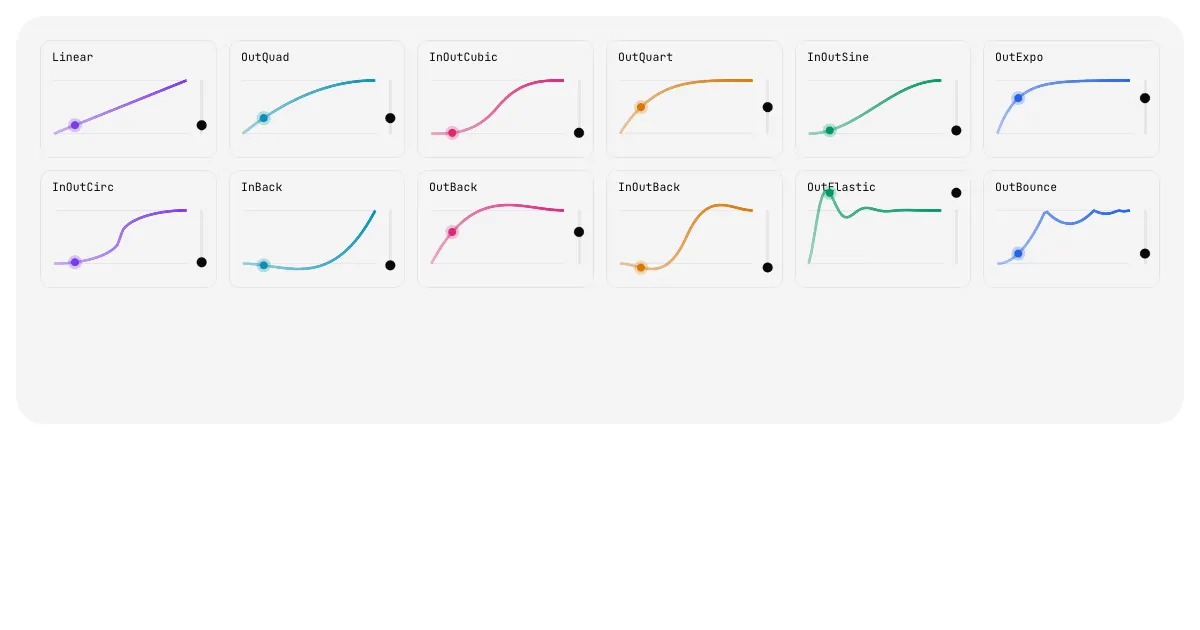 Linear
OutQuad
InOutCubic
OutQuart
InOutSine
OutExpo
InOutCirc
InBack
OutBack
InOutBack
OutElastic
OutBounce